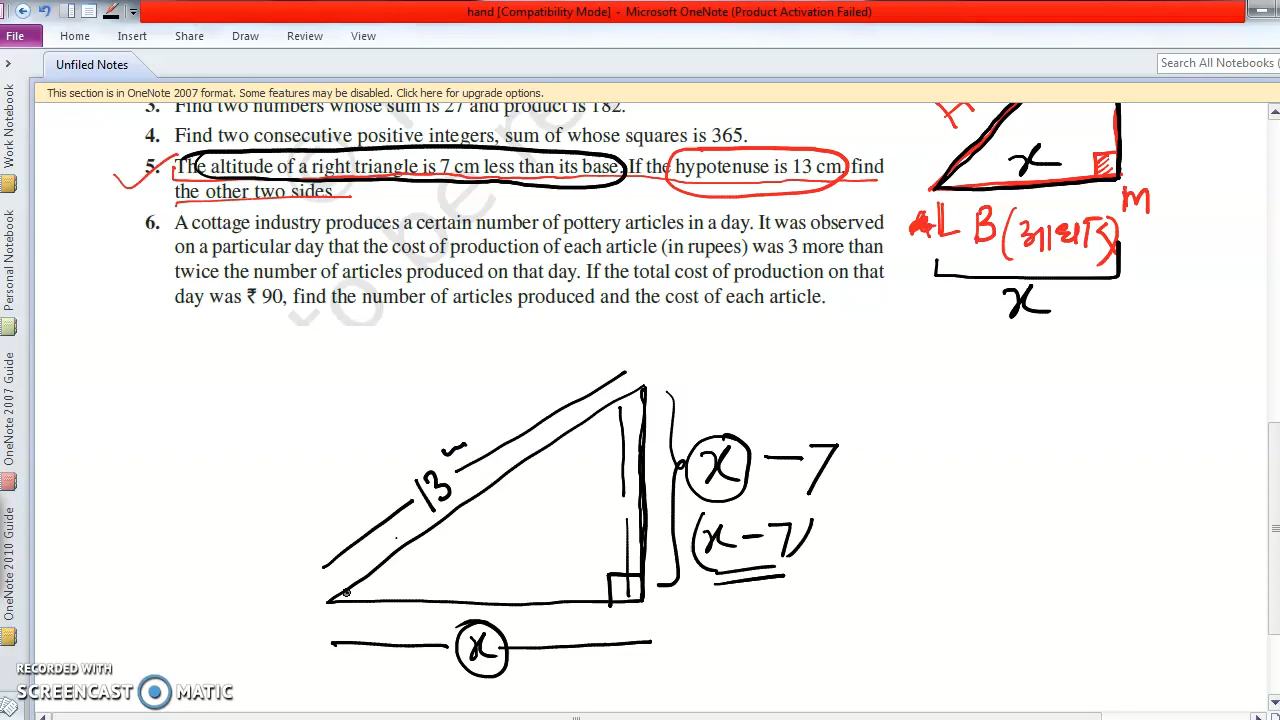 hand [Compatibility Mode] - Microsoft OneNote (Product Activation Failed)
File Home Insert Share Draw Review View
Unfiled Notes
Search All Notebooks (
This section is in OneNote 2007 format. Some features may be disabled. Click here for upgrade options.
Work Notebook
Personal Notebook
OneNote 2007 Guide
OneNote 2010 Guide
3. Find two numbers whose sum is 27 and product is 182.
4. Find two consecutive positive integers, sum of whose squares is 365.
5. The altitude of a right triangle is 7 cm less than its base. If the hypotenuse is 13 cm, find
the other two sides.
6. A cottage industry produces a certain number of pottery articles in a day. It was observed
on a particular day that the cost of production of each article (in rupees) was 3 more than
twice the number of articles produced on that day. If the total cost of production on that
day was ₹ 90, find the number of articles produced and the cost of each article.
H
x
M
L B (आधार)
x
13
x - 7
(x - 7)
x
RECORDED WITH
SCREENCAST MATIC